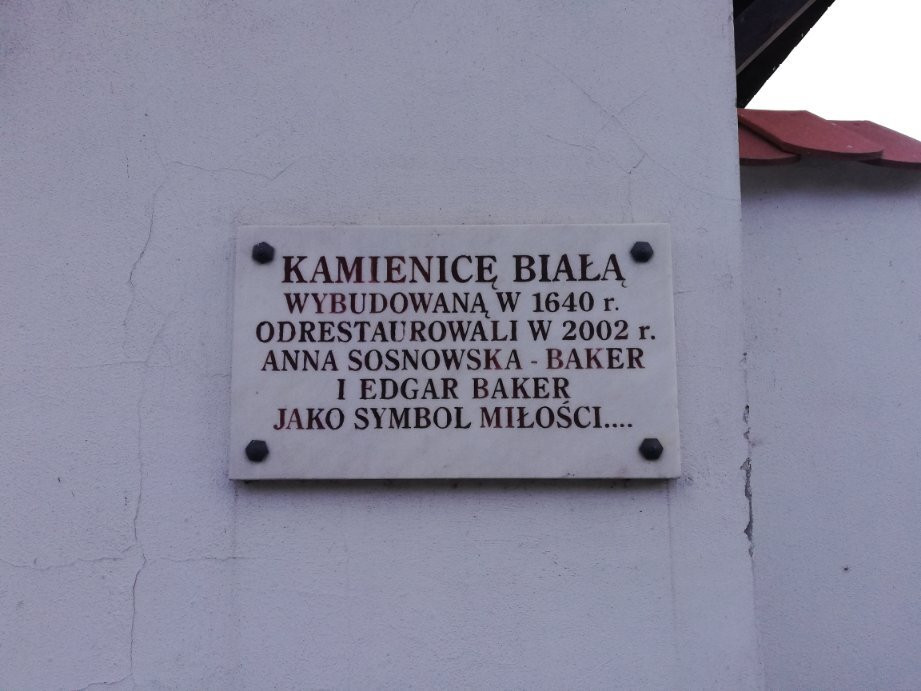 KAMIENICĘ BIAŁĄ
WYBUDOWANĄ W 1640 r.
ODRESTAUROWALI W 2002 r.
ANNA SOSNOWSKA - BAKER
I EDGAR BAKER
JAKO SYMBOL MIŁOŚCI....